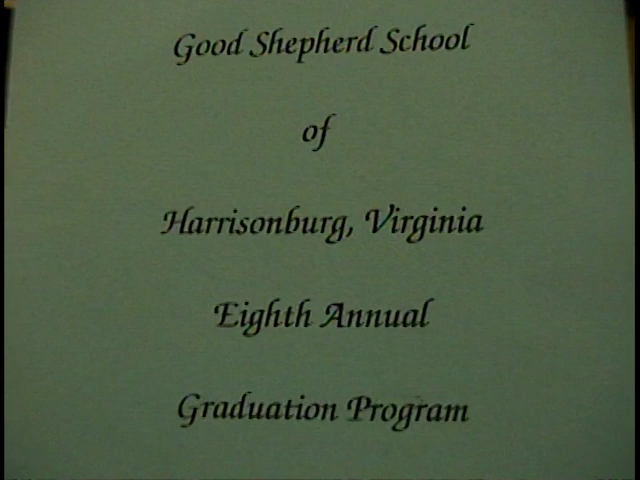 Good Shepherd School
of
Harrisonburg, Virginia
Eighth Annual
Graduation Program